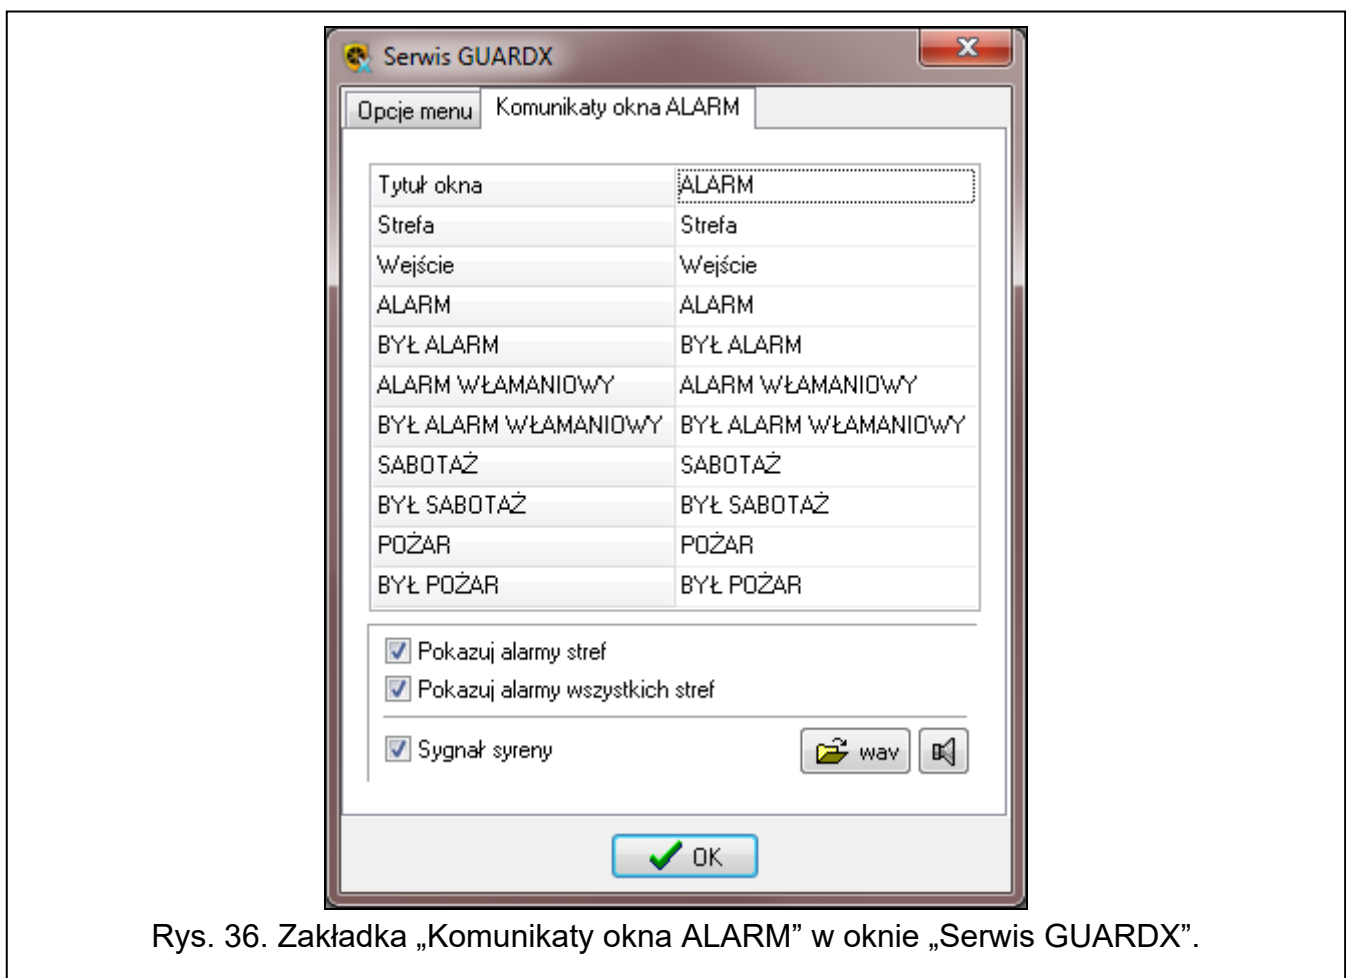 Serwis GUARDX
Opcje menu Komunikaty okna ALARM
Tytuł okna ALARM
Strefa Strefa
Wejście Wejście
ALARM ALARM
BYŁ ALARM BYŁ ALARM
ALARM WŁAMANIOWY ALARM WŁAMANIOWY
BYŁ ALARM WŁAMANIOWY BYŁ ALARM WŁAMANIOWY
SABOTAŻ SABOTAŻ
BYŁ SABOTAŻ BYŁ SABOTAŻ
POŻAR POŻAR
BYŁ POŻAR BYŁ POŻAR
Pokazuj alarmy stref
Pokazuj alarmy wszystkich stref
Sygnał syreny wav
OK
Rys. 36. Zakładka „Komunikaty okna ALARM” w oknie „Serwis GUARDX”.